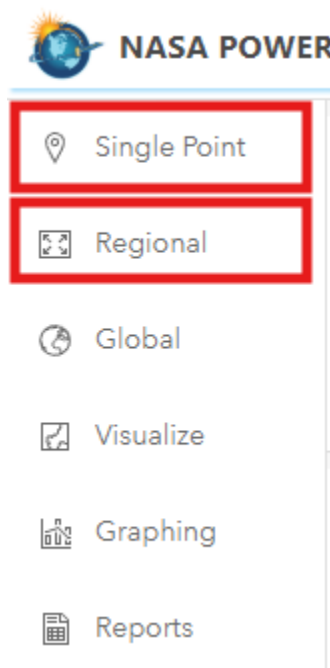 NASA POWER
Single Point
Regional
Global
Visualize
Graphing
Reports